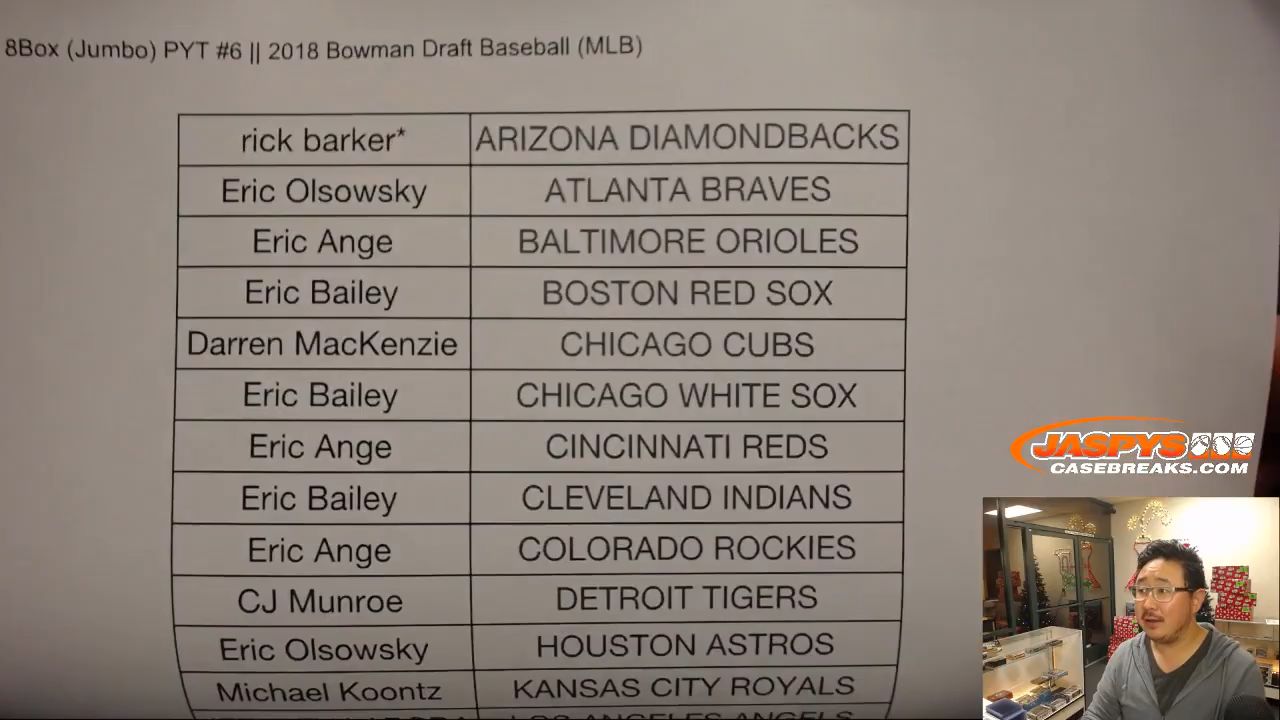 8Box (Jumbo) PYT #6 || 2018 Bowman Draft Baseball (MLB)
rick barker* ARIZONA DIAMONDBACKS
Eric Olsowsky ATLANTA BRAVES
Eric Ange BALTIMORE ORIOLES
Eric Bailey BOSTON RED SOX
Darren MacKenzie CHICAGO CUBS
Eric Bailey CHICAGO WHITE SOX
Eric Ange CINCINNATI REDS
Eric Bailey CLEVELAND INDIANS
Eric Ange COLORADO ROCKIES
CJ Munroe DETROIT TIGERS
Eric Olsowsky HOUSTON ASTROS
Michael Koontz KANSAS CITY ROYALS
LOS ANGELES ANGELS
JASPYS
CASEBREAKS.COM